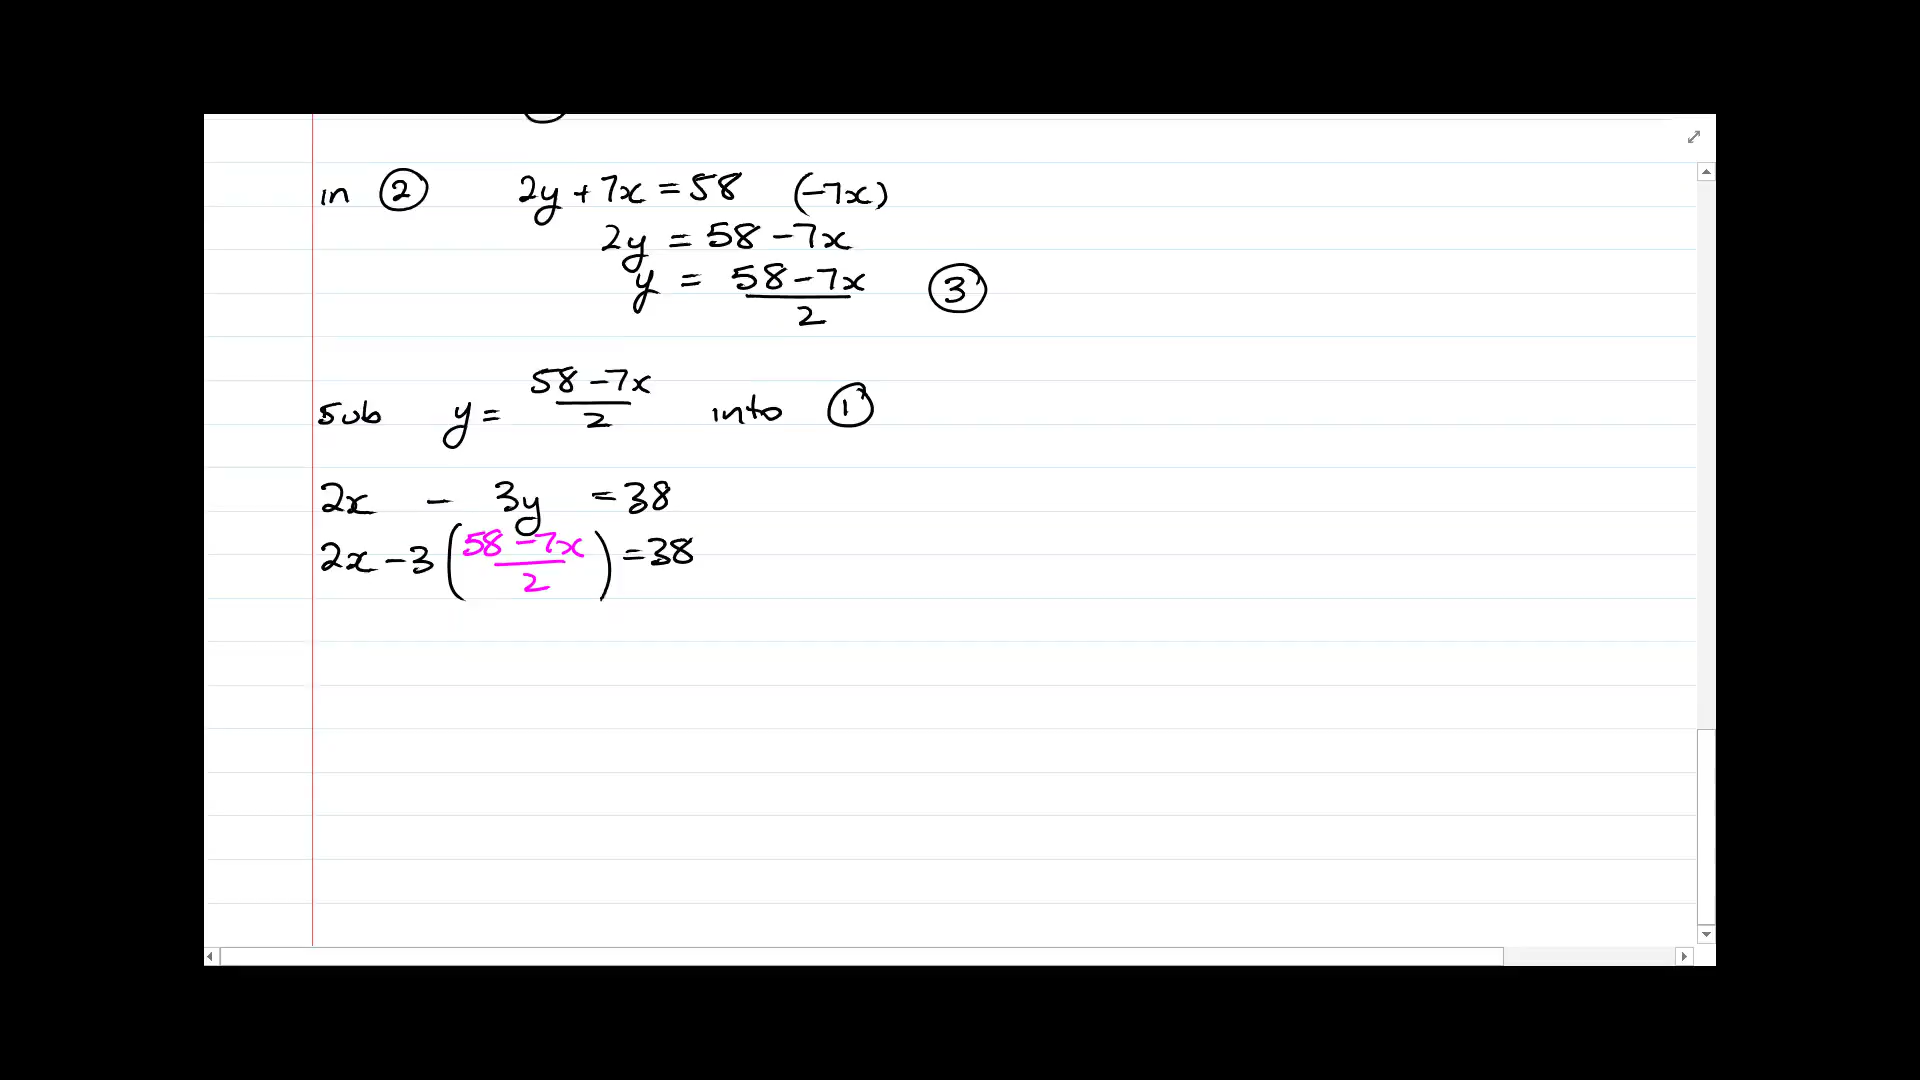 in ② 2y + 7x = 58 (-7x)
2y = 58 - 7x
y = 58 - 7x / 2 ③
sub y = 58 - 7x / 2 into ①
2x - 3y = 38
2x - 3 (58 - 7x / 2) = 38